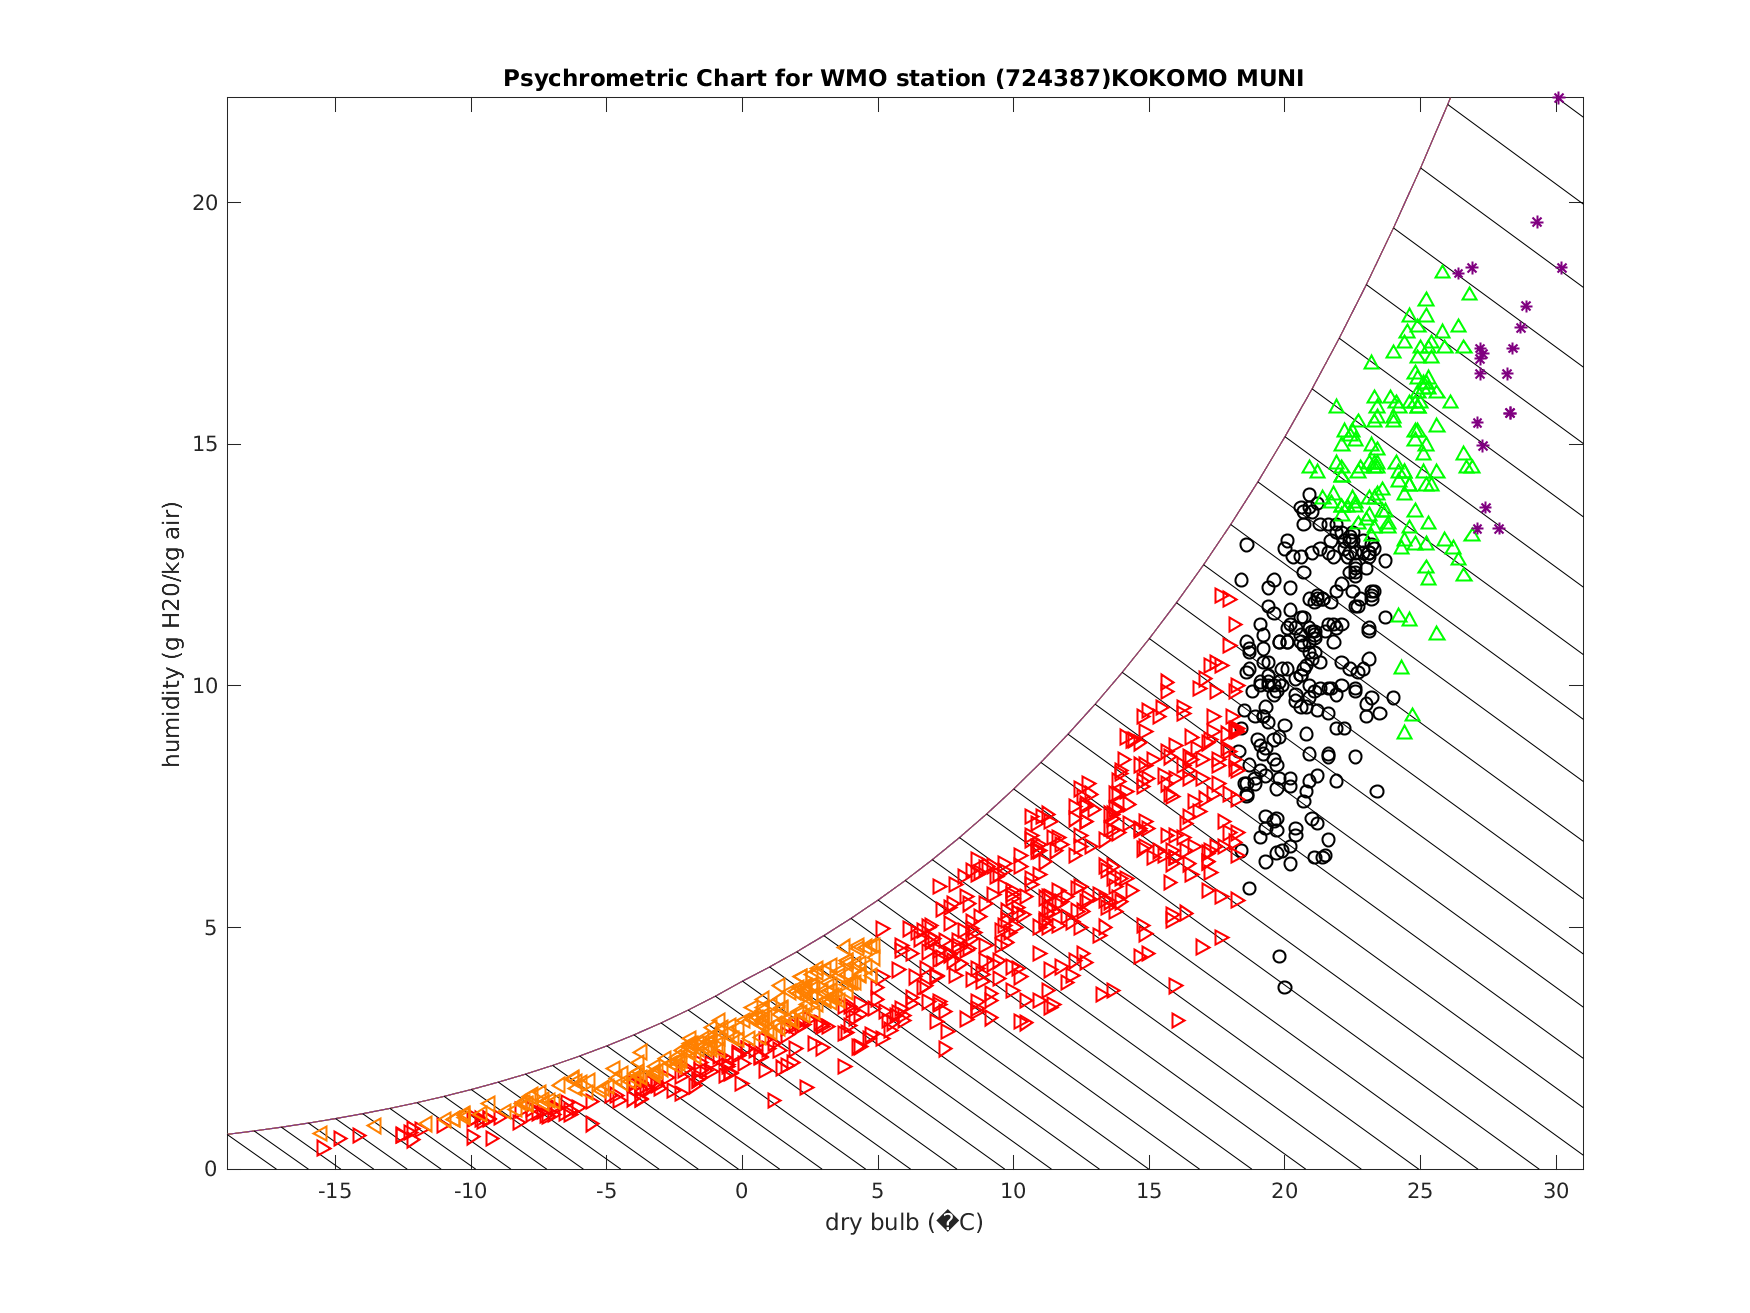 Psychrometric Chart for WMO station (724387)KOKOMO MUNI
humidity (g H20/kg air)
20
15
10
5
0
-15 -10 -5 0 5 10 15 20 25 30
dry bulb (�C)